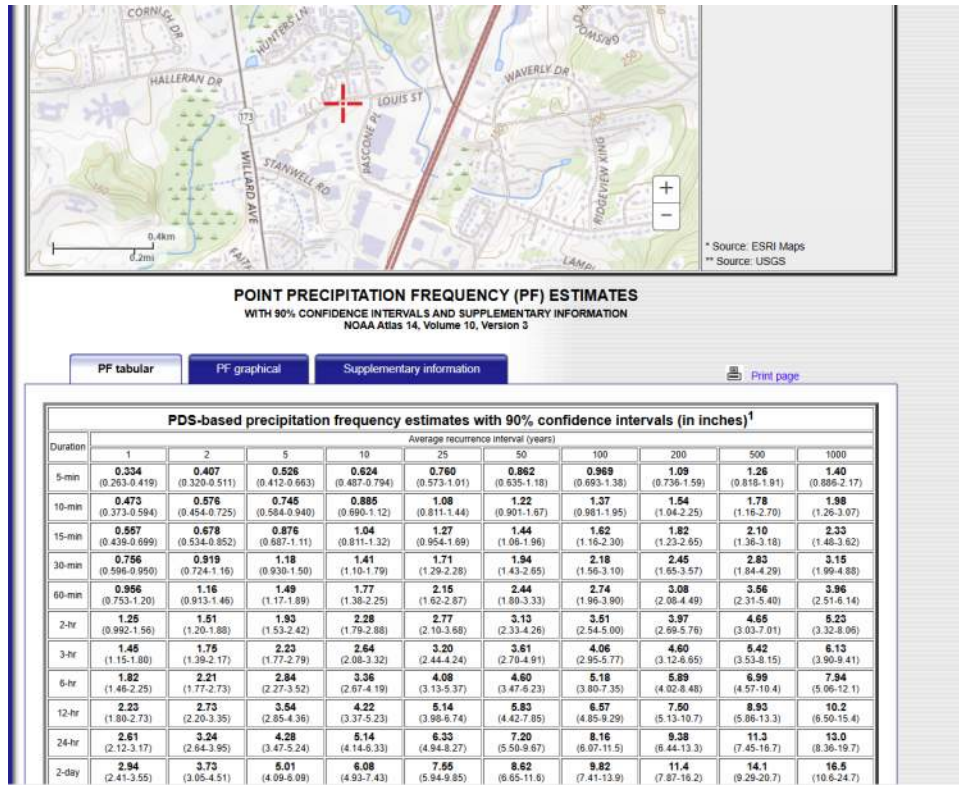 CORNISH DR
HUNTERS LN
GRISWO
HALLERAN DR
WAVERLY DR
LOUIS ST
173
PASCONE PL
STANWELL RD
WILLARD AVE
RIDGEVIEW XING
150
0.4km
0.2mi
+
−
* Source: ESRI Maps
** Source: USGS
POINT PRECIPITATION FREQUENCY (PF) ESTIMATES
WITH 90% CONFIDENCE INTERVALS AND SUPPLEMENTARY INFORMATION
NOAA Atlas 14, Volume 10, Version 3
PF tabular PF graphical Supplementary information Print page
PDS-based precipitation frequency estimates with 90% confidence intervals (in inches)1
Duration Average recurrence interval (years)
1 2 5 10 25 50 100 200 500 1000
5-min 0.334 0.407 0.526 0.624 0.760 0.862 0.969 1.09 1.26 1.40
(0.263-0.419) (0.320-0.511) (0.412-0.663) (0.487-0.794) (0.573-1.01) (0.635-1.18) (0.693-1.38) (0.736-1.59) (0.818-1.91) (0.886-2.17)
10-min 0.473 0.576 0.745 0.885 1.08 1.22 1.37 1.54 1.78 1.98
(0.373-0.594) (0.454-0.725) (0.584-0.940) (0.690-1.12) (0.811-1.44) (0.901-1.67) (0.981-1.95) (1.04-2.25) (1.16-2.70) (1.26-3.07)
15-min 0.557 0.678 0.876 1.04 1.27 1.44 1.62 1.82 2.10 2.33
(0.439-0.699) (0.534-0.852) (0.687-1.11) (0.811-1.32) (0.954-1.69) (1.06-1.96) (1.16-2.30) (1.23-2.65) (1.36-3.18) (1.48-3.62)
30-min 0.756 0.919 1.18 1.41 1.71 1.94 2.18 2.45 2.83 3.15
(0.596-0.950) (0.724-1.16) (0.930-1.50) (1.10-1.79) (1.29-2.28) (1.43-2.65) (1.56-3.10) (1.65-3.57) (1.84-4.29) (1.99-4.88)
60-min 0.956 1.16 1.49 1.77 2.15 2.44 2.74 3.08 3.56 3.96
(0.753-1.20) (0.913-1.46) (1.17-1.89) (1.38-2.25) (1.62-2.87) (1.80-3.33) (1.96-3.90) (2.08-4.49) (2.31-5.40) (2.51-6.14)
2-hr 1.25 1.51 1.93 2.28 2.77 3.13 3.51 3.97 4.65 5.23
(0.992-1.56) (1.20-1.88) (1.53-2.42) (1.79-2.88) (2.10-3.68) (2.33-4.26) (2.54-5.00) (2.69-5.76) (3.03-7.01) (3.32-8.06)
3-hr 1.45 1.75 2.23 2.64 3.20 3.61 4.06 4.60 5.42 6.13
(1.15-1.80) (1.39-2.17) (1.77-2.79) (2.08-3.32) (2.44-4.24) (2.70-4.91) (2.95-5.77) (3.12-6.65) (3.53-8.15) (3.90-9.41)
6-hr 1.82 2.21 2.84 3.36 4.08 4.60 5.18 5.89 6.99 7.94
(1.46-2.25) (1.77-2.73) (2.27-3.52) (2.67-4.19) (3.13-5.37) (3.47-6.23) (3.80-7.35) (4.02-8.48) (4.57-10.4) (5.06-12.1)
12-hr 2.23 2.73 3.54 4.22 5.14 5.83 6.57 7.50 8.93 10.2
(1.80-2.73) (2.20-3.35) (2.85-4.36) (3.37-5.23) (3.98-6.74) (4.42-7.85) (4.85-9.29) (5.13-10.7) (5.86-13.3) (6.50-15.4)
24-hr 2.61 3.24 4.28 5.14 6.33 7.20 8.16 9.38 11.3 13.0
(2.12-3.17) (2.64-3.95) (3.47-5.24) (4.14-6.33) (4.94-8.27) (5.50-9.67) (6.07-11.5) (6.44-13.3) (7.45-16.7) (8.36-19.7)
2-day 2.94 3.73 5.01 6.08 7.55 8.62 9.82 11.4 14.1 16.5
(2.41-3.55) (3.05-4.51) (4.09-6.09) (4.93-7.43) (5.94-9.85) (6.65-11.6) (7.41-13.9) (7.87-16.2) (9.29-20.7) (10.6-24.7)